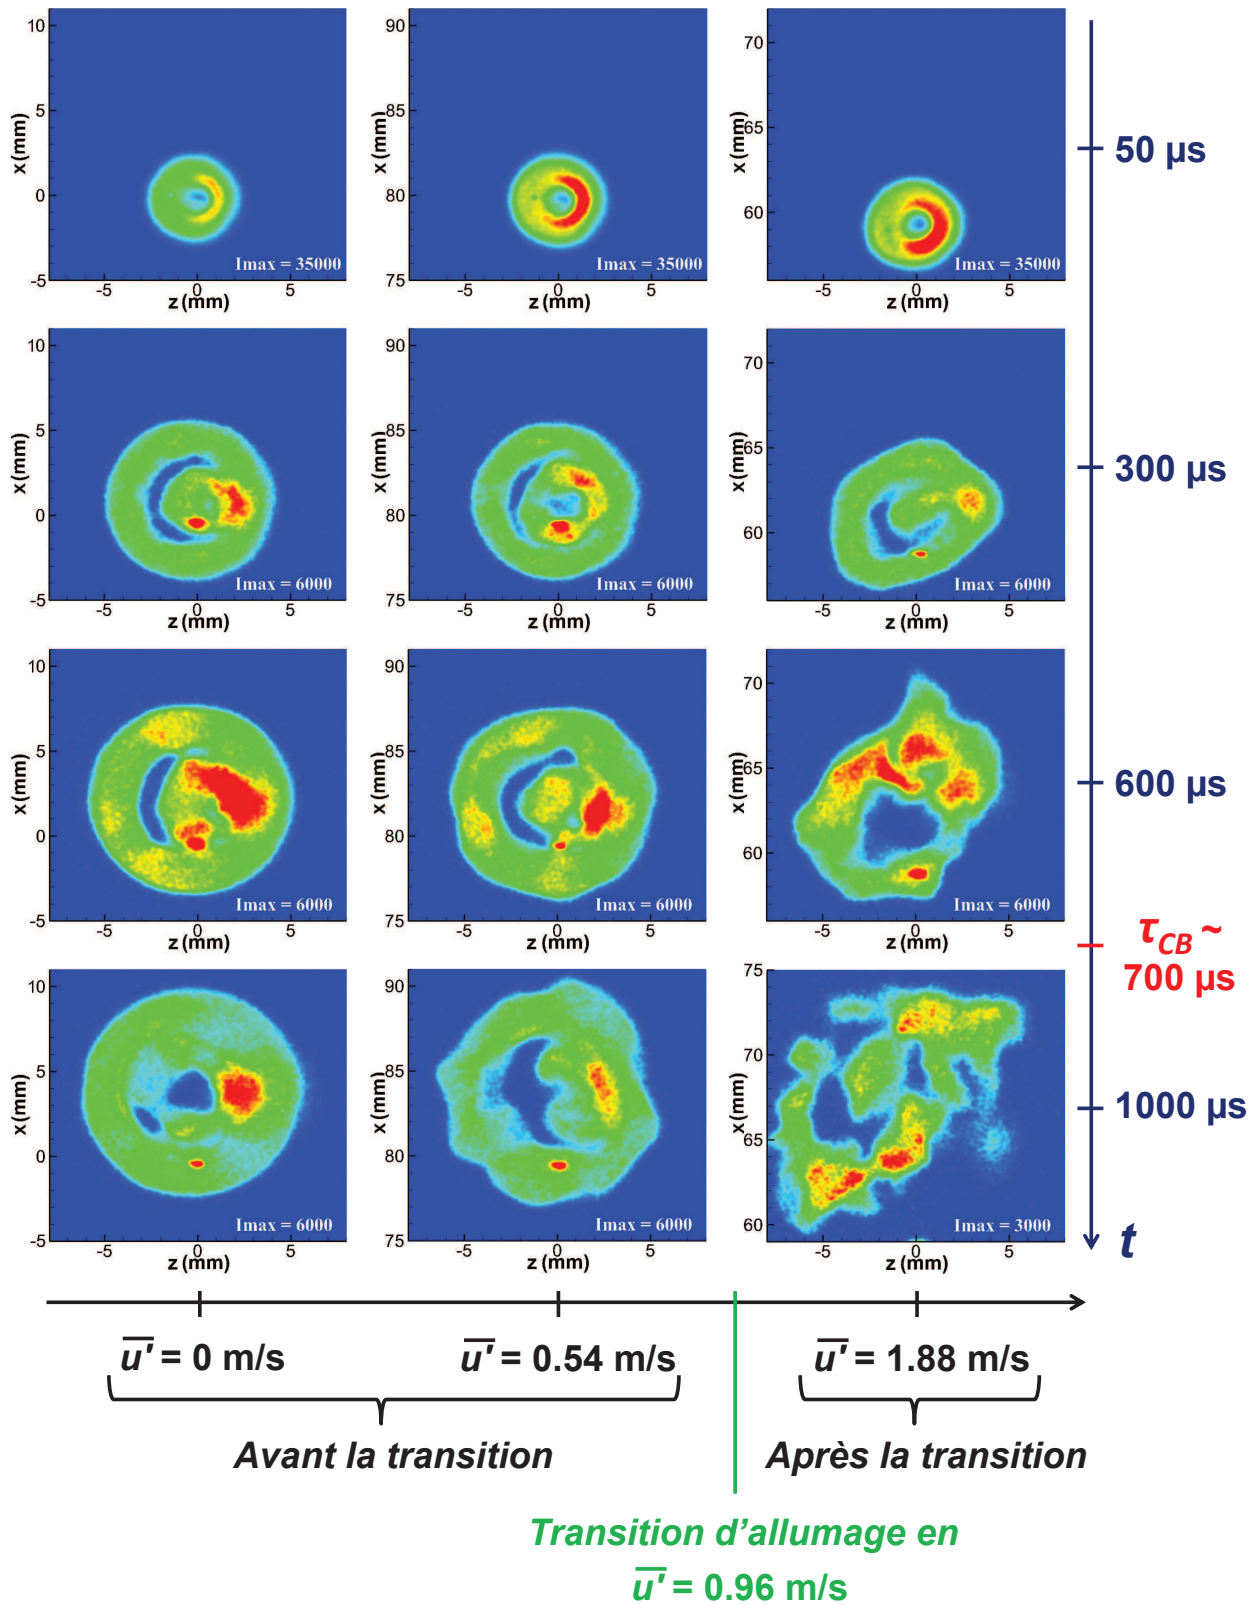 10
5
0
-5
x (mm)
-5
0
5
z (mm)
Imax = 35000
90
85
80
75
x (mm)
-5
0
5
z (mm)
Imax = 35000
70
65
60
x (mm)
-5
0
5
z (mm)
Imax = 35000
50 µs
10
5
0
-5
x (mm)
-5
0
5
z (mm)
Imax = 6000
90
85
80
75
x (mm)
-5
0
5
z (mm)
Imax = 6000
70
65
60
x (mm)
-5
0
5
z (mm)
Imax = 6000
300 µs
10
5
0
-5
x (mm)
-5
0
5
z (mm)
Imax = 6000
90
85
80
75
x (mm)
-5
0
5
z (mm)
Imax = 6000
70
65
60
x (mm)
-5
0
5
z (mm)
Imax = 6000
600 µs
τCB ~
700 µs
10
5
0
-5
x (mm)
-5
0
5
z (mm)
Imax = 6000
90
85
80
75
x (mm)
-5
0
5
z (mm)
Imax = 6000
75
70
65
60
x (mm)
-5
0
5
z (mm)
Imax = 3000
1000 µs
t
u̅'̅ = 0 m/s
u̅'̅ = 0.54 m/s
u̅'̅ = 1.88 m/s
Avant la transition
Après la transition
Transition d’allumage en
u̅'̅ = 0.96 m/s